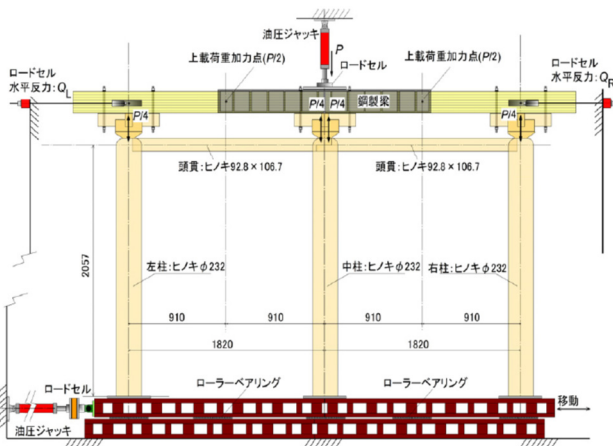 油圧ジャッキ
P
ロードセル
上載荷重加力点(P/2)
上載荷重加力点(P/2)
ロードセル
水平反力:QL
ロードセル
水平反力:QR
鋼製梁
P/4
P/4 P/4
P/4
頭貫:ヒノキ92.8×106.7
頭貫:ヒノキ92.8×106.7
2057
左柱:ヒノキφ232
中柱:ヒノキφ232
右柱:ヒノキφ232
910
910
910
910
1820
1820
ロードセル
ローラーベアリング
ローラーベアリング
移動
油圧ジャッキ